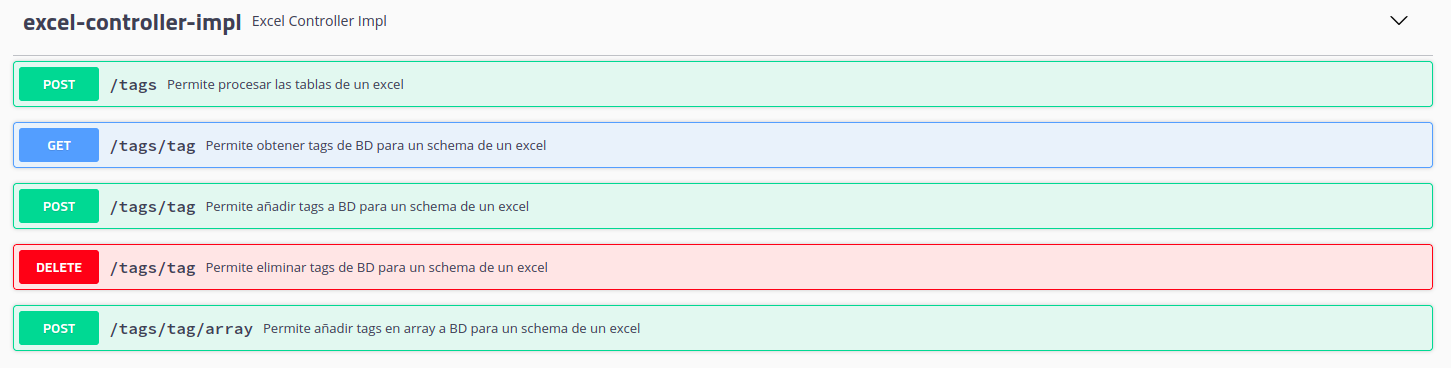 excel-controller-impl Excel Controller Impl
POST /tags Permite procesar las tablas de un excel
GET /tags/tag Permite obtener tags de BD para un schema de un excel
POST /tags/tag Permite añadir tags a BD para un schema de un excel
DELETE /tags/tag Permite eliminar tags de BD para un schema de un excel
POST /tags/tag/array Permite añadir tags en array a BD para un schema de un excel